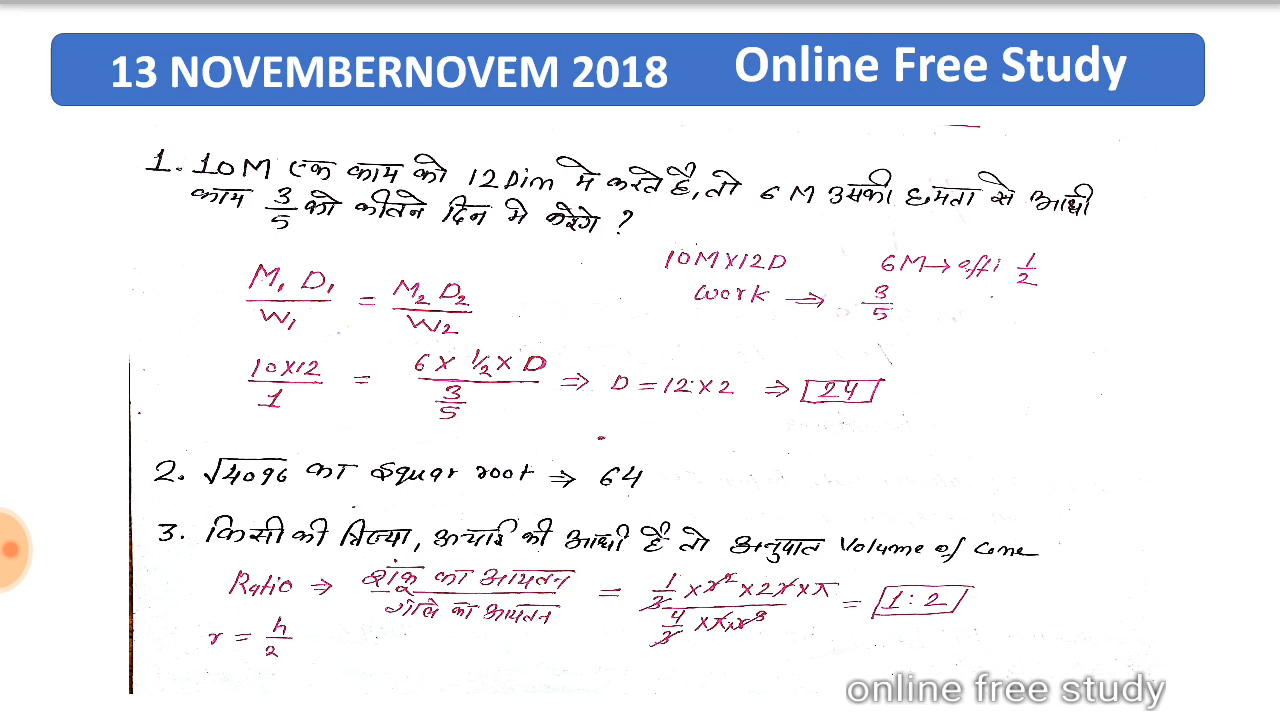 13 NOVEMBERNOVEM 2018 Online Free Study
1. 10M एक काम को 12 Din मे करते है, तो 6 M उसकी छमता से आधी
काम 3/5 को कीतने दिन मे करेगे ?
10M×12D 6M→effi 1/2
work ⇒ 3/5
M₁ D₁ / W₁ = M₂ D₂ / W₂
10×12 / 1 = 6 × 1/2 × D / 3/5 ⇒ D = 12×2 ⇒ 24
2. √4096 का squar root ⇒ 64
3. किसी की त्रिज्या, ऊचाई की आधी है तो अनुपात Volume of Cone
Ratio ⇒ शंकू का आयतन / गोले का आयतन = 1/3 × r² × 2r × π / 4/3 × π × r³ = 1:2
r = h/2
online free study